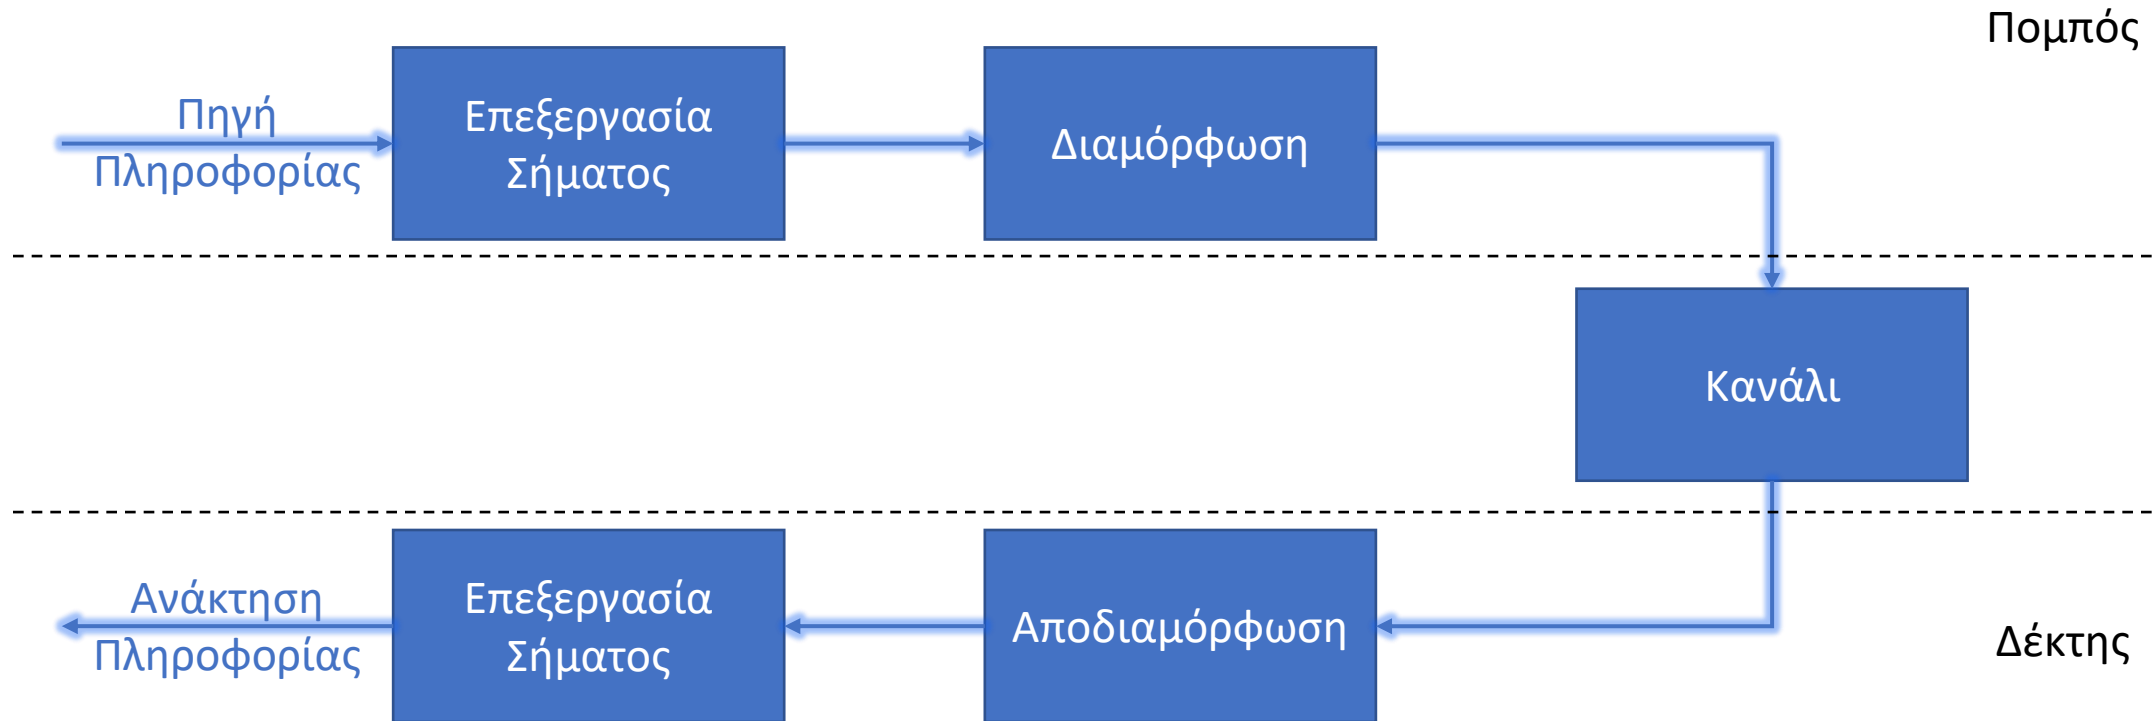 Πομπός
Πηγή
Πληροφορίας
Επεξεργασία
Σήματος
Διαμόρφωση
Κανάλι
Ανάκτηση
Πληροφορίας
Επεξεργασία
Σήματος
Αποδιαμόρφωση
Δέκτης